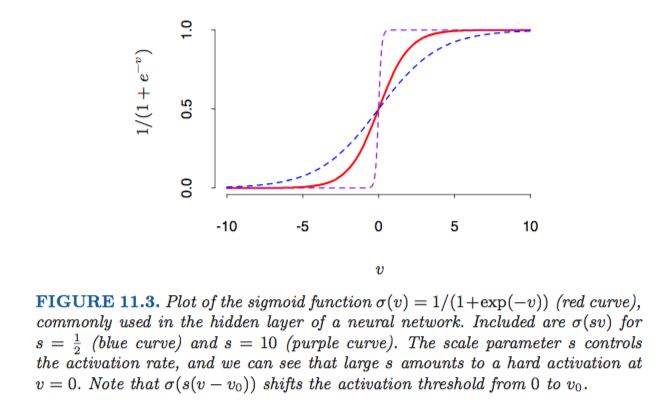 1/(1 + e^{-v})
0.0 0.5 1.0
-10 -5 0 5 10
v
FIGURE 11.3. Plot of the sigmoid function σ(v) = 1/(1+exp(−v)) (red curve),
commonly used in the hidden layer of a neural network. Included are σ(sv) for
s = 1/2 (blue curve) and s = 10 (purple curve). The scale parameter s controls
the activation rate, and we can see that large s amounts to a hard activation at
v = 0. Note that σ(s(v − v₀)) shifts the activation threshold from 0 to v₀.